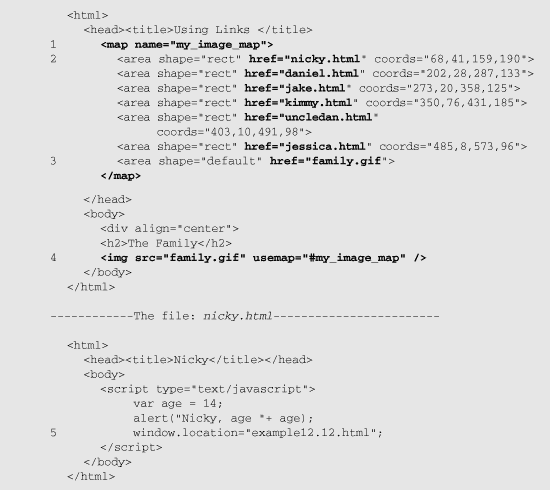 <html>
<head><title>Using Links </title>
1 <map name="my_image_map">
2 <area shape="rect" href="nicky.html" coords="68,41,159,190">
<area shape="rect" href="daniel.html" coords="202,28,287,133">
<area shape="rect" href="jake.html" coords="273,20,358,125">
<area shape="rect" href="kimmy.html" coords="350,76,431,185">
<area shape="rect" href="uncledan.html"
coords="403,10,491,98">
<area shape="rect" href="jessica.html" coords="485,8,573,96">
3 <area shape="default" href="family.gif">
</map>
</head>
<body>
<div align="center">
<h2>The Family</h2>
4 <img src="family.gif" usemap="#my_image_map" />
</body>
</html>
------------The file: nicky.html------------------------
<html>
<head><title>Nicky</title></head>
<body>
<script type="text/javascript">
var age = 14;
alert("Nicky, age "+ age);
5 window.location="example12.12.html";
</script>
</body>
</html>